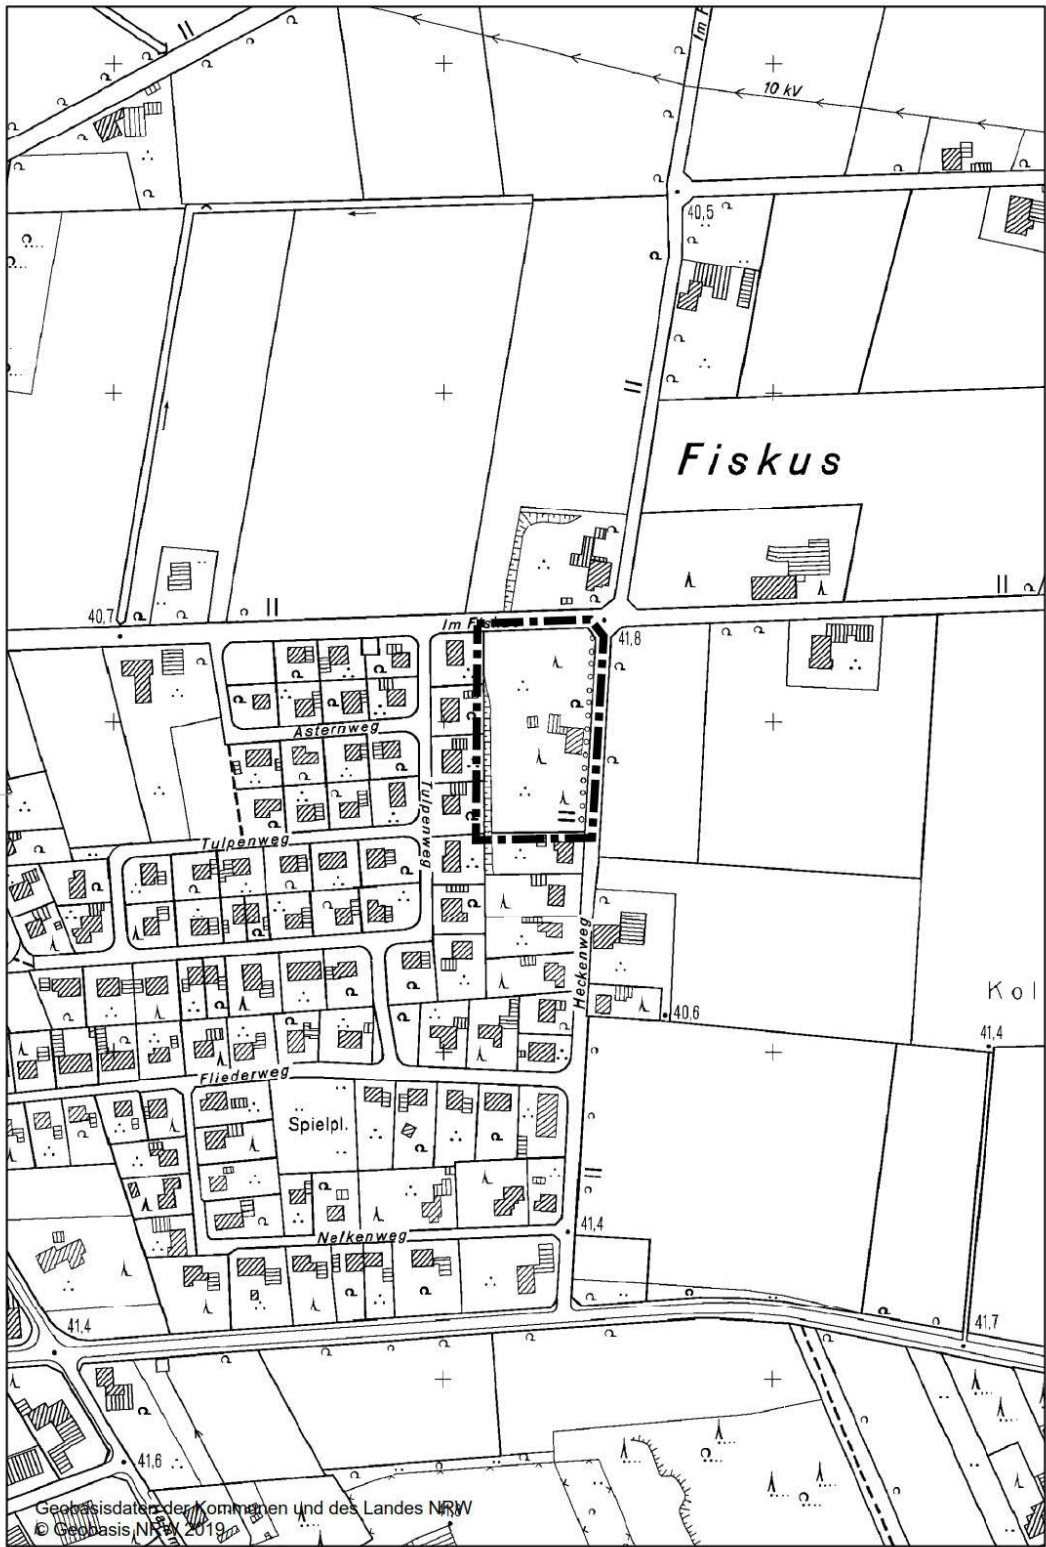 Im F
10 kV
40,5
Fiskus
40,7
Im Fiskus
41,8
Asternweg
Tulpenweg
Tulpenweg
Heckenweg
Kol
40,6
41,4
Fliederweg
Spielpl.
41,4
Nelkenweg
41,4
41,7
41,6
Geobasisdaten der Kommunen und des Landes NRW
© Geobasis NRW 2019